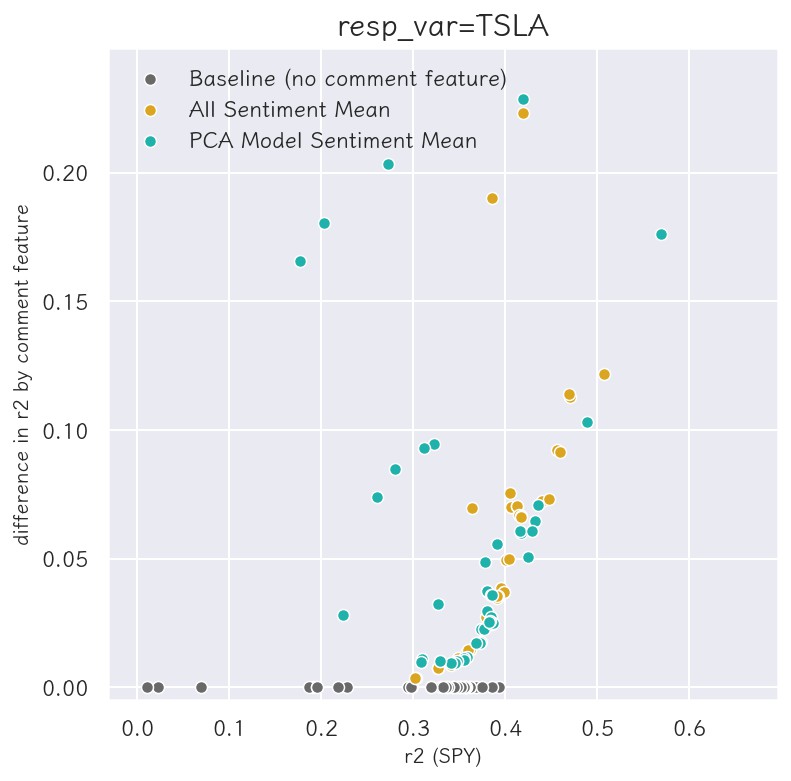 resp_var=TSLA
Baseline (no comment feature)
All Sentiment Mean
PCA Model Sentiment Mean
difference in r2 by comment feature
0.20
0.15
0.10
0.05
0.00
0.0 0.1 0.2 0.3 0.4 0.5 0.6
r2 (SPY)